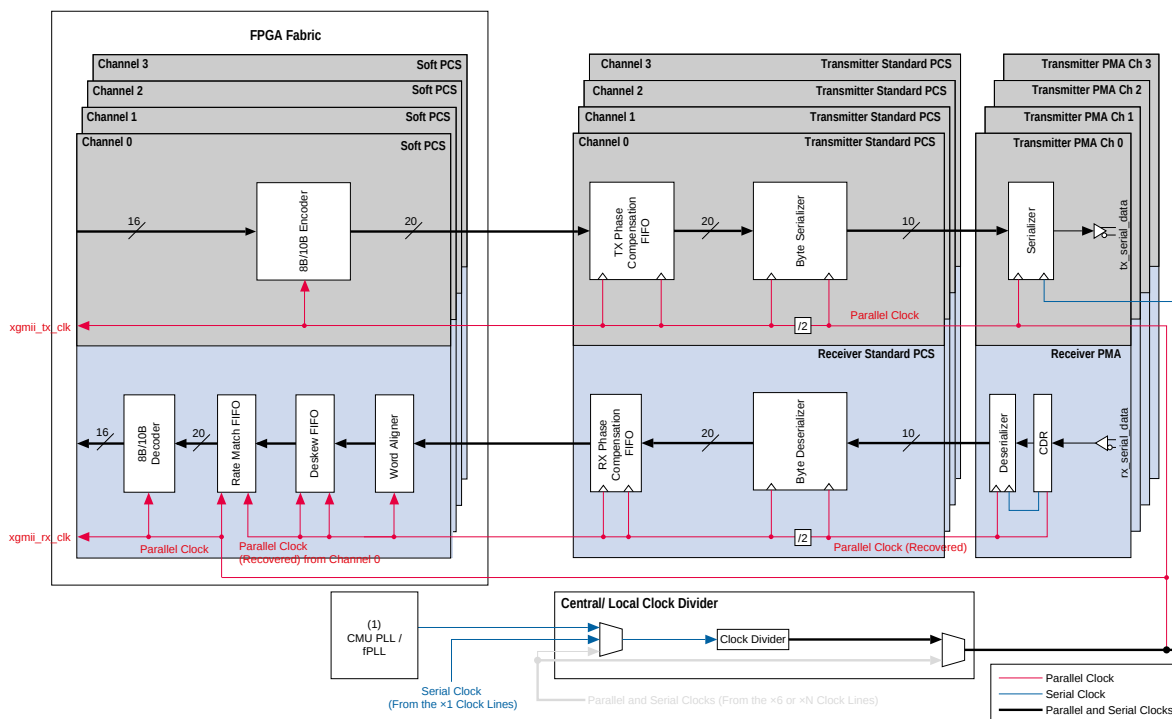 FPGA Fabric
Channel 3 Soft PCS
Channel 2 Soft PCS
Channel 1 Soft PCS
Channel 0 Soft PCS
16
8B/10B Encoder
20
xgmii_tx_clk
Channel 3 Transmitter Standard PCS
Channel 2 Transmitter Standard PCS
Channel 1 Transmitter Standard PCS
Channel 0 Transmitter Standard PCS
TX Phase
Compensation
FIFO
20
Byte Serializer
10
/2
Parallel Clock
Transmitter PMA Ch 3
Transmitter PMA Ch 2
Transmitter PMA Ch 1
Transmitter PMA Ch 0
Serializer
tx_serial_data
16
8B/10B
Decoder
20
Rate Match FIFO
Deskew FIFO
Word Aligner
xgmii_rx_clk
Parallel Clock
Parallel Clock
(Recovered) from Channel 0
Receiver Standard PCS
RX Phase
Compensation
FIFO
20
Byte Deserializer
10
/2
Parallel Clock (Recovered)
Receiver PMA
Deserializer
CDR
rx_serial_data
(1)
CMU PLL /
fPLL
Central/ Local Clock Divider
Clock Divider
Serial Clock
(From the ×1 Clock Lines)
Parallel and Serial Clocks (From the ×6 or ×N Clock Lines)
Parallel Clock
Serial Clock
Parallel and Serial Clocks